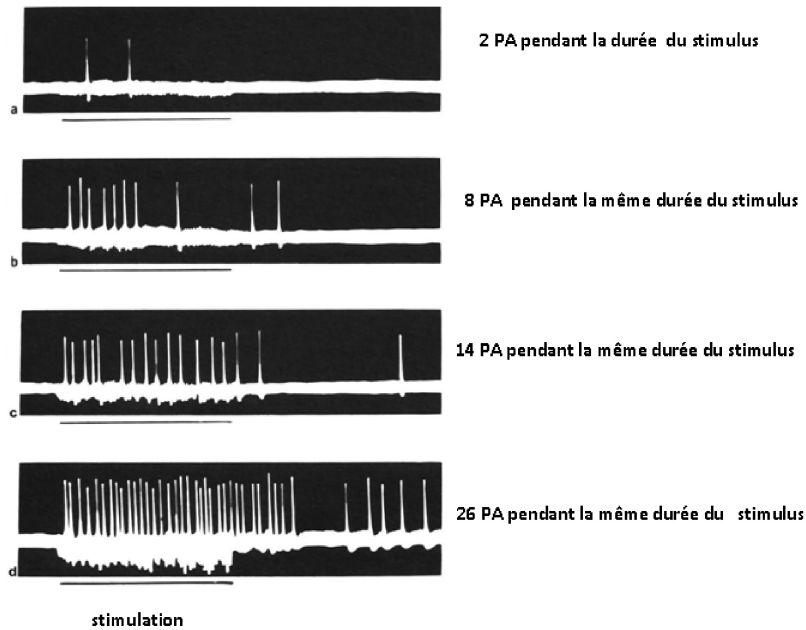 2 PA pendant la durée du stimulus
a
8 PA pendant la même durée du stimulus
b
14 PA pendant la même durée du stimulus
c
26 PA pendant la même durée du stimulus
d
stimulation